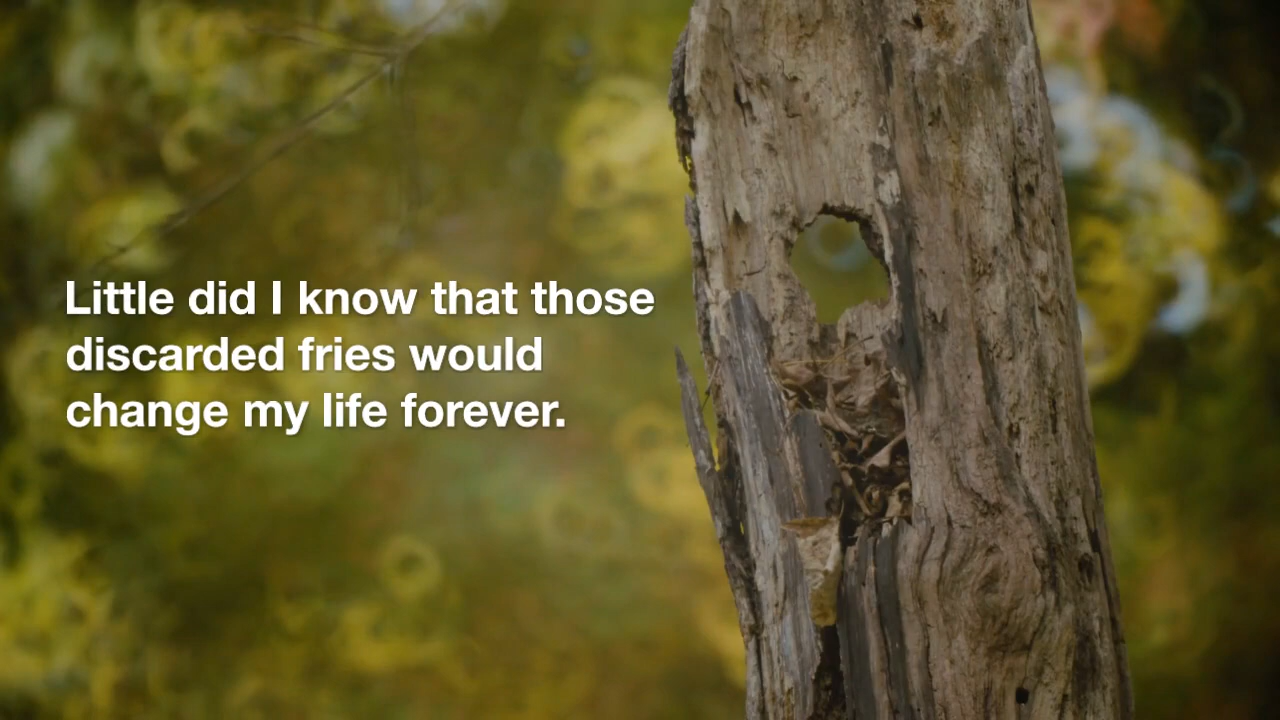 Little did I know that those
discarded fries would
change my life forever.